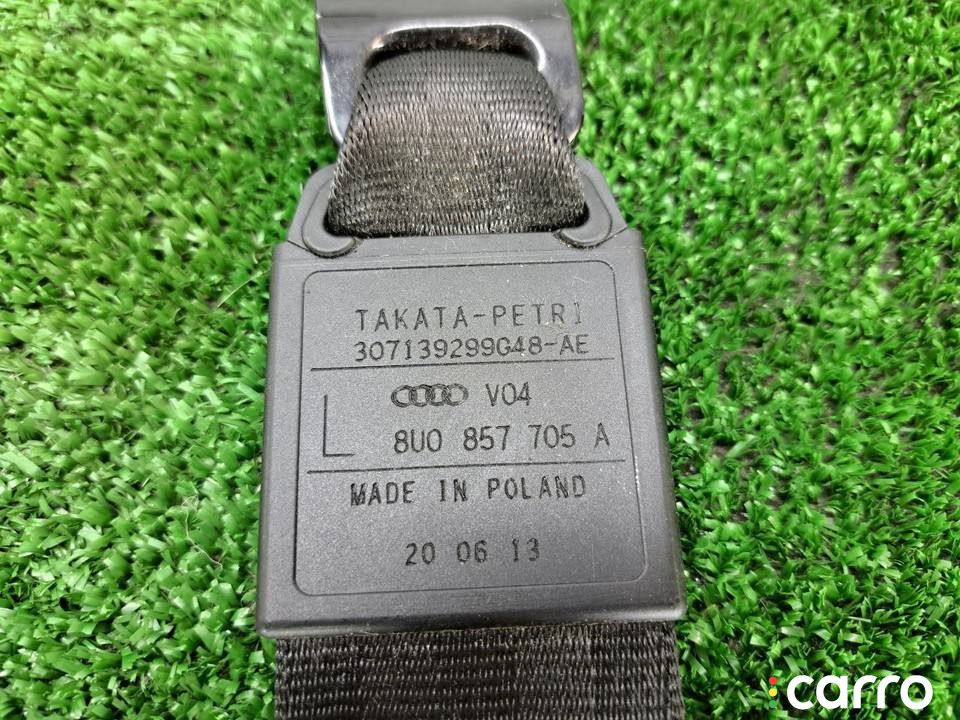 TAKATA-PETRI
307139299G48-AE
V04
L
8U0 857 705 A
MADE IN POLAND
20 06 13
carro